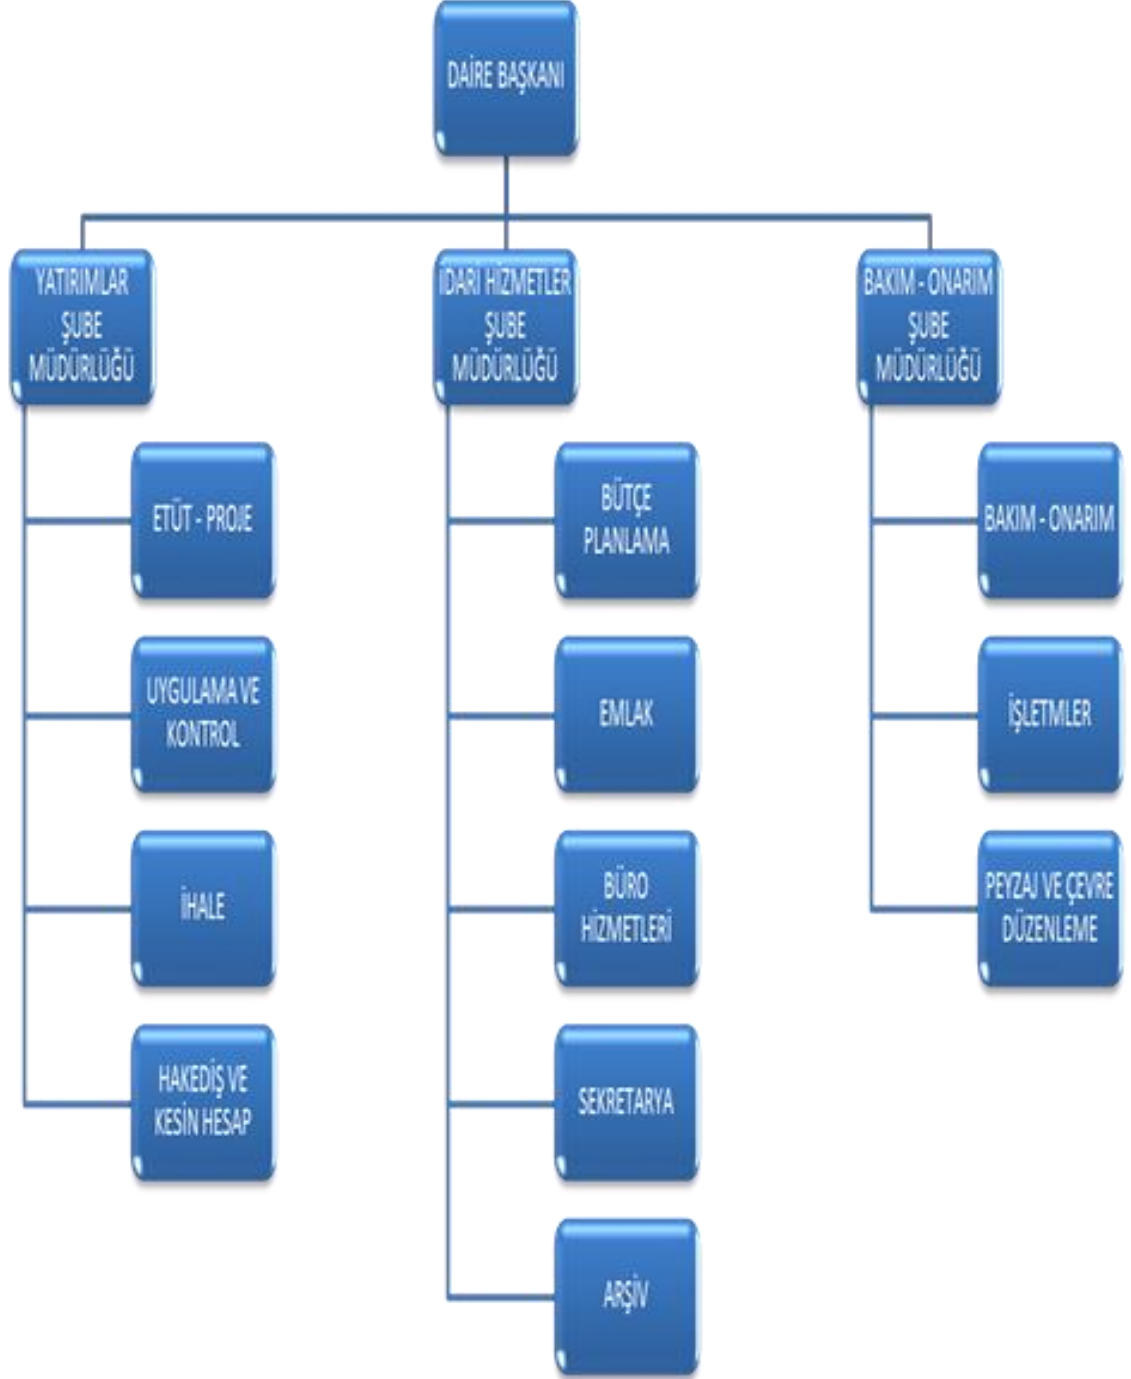 DAİRE BAŞKANI
YATIRIMLAR
ŞUBE
MÜDÜRLÜĞÜ
İDARİ HİZMETLER
ŞUBE
MÜDÜRLÜĞÜ
BAKIM - ONARIM
ŞUBE
MÜDÜRLÜĞÜ
ETÜT - PROJE
UYGULAMA VE
KONTROL
İHALE
HAKEDİŞ VE
KESİN HESAP
BÜTÇE
PLANLAMA
EMLAK
BÜRO
HİZMETLERİ
SEKRETARYA
ARŞİV
BAKIM - ONARIM
İŞLETMLER
PEYZAJ VE ÇEVRE
DÜZENLEME